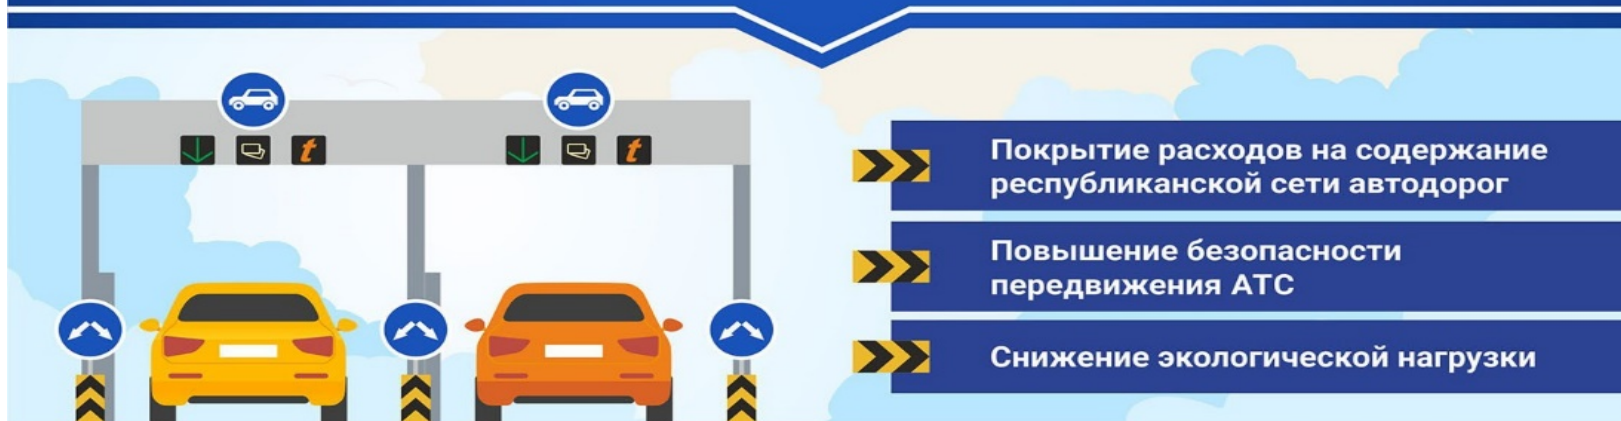 t
t
Покрытие расходов на содержание
республиканской сети автодорог
Повышение безопасности
передвижения АТС
Снижение экологической нагрузки